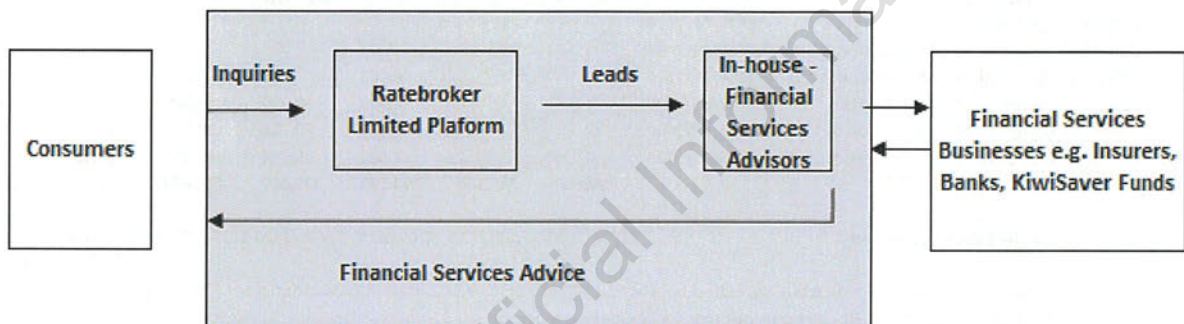 Consumers
Inquiries
Ratebroker
Limited Plaform
Leads
In-house -
Financial
Services
Advisors
Financial Services
Businesses e.g. Insurers,
Banks, KiwiSaver Funds
Financial Services Advice